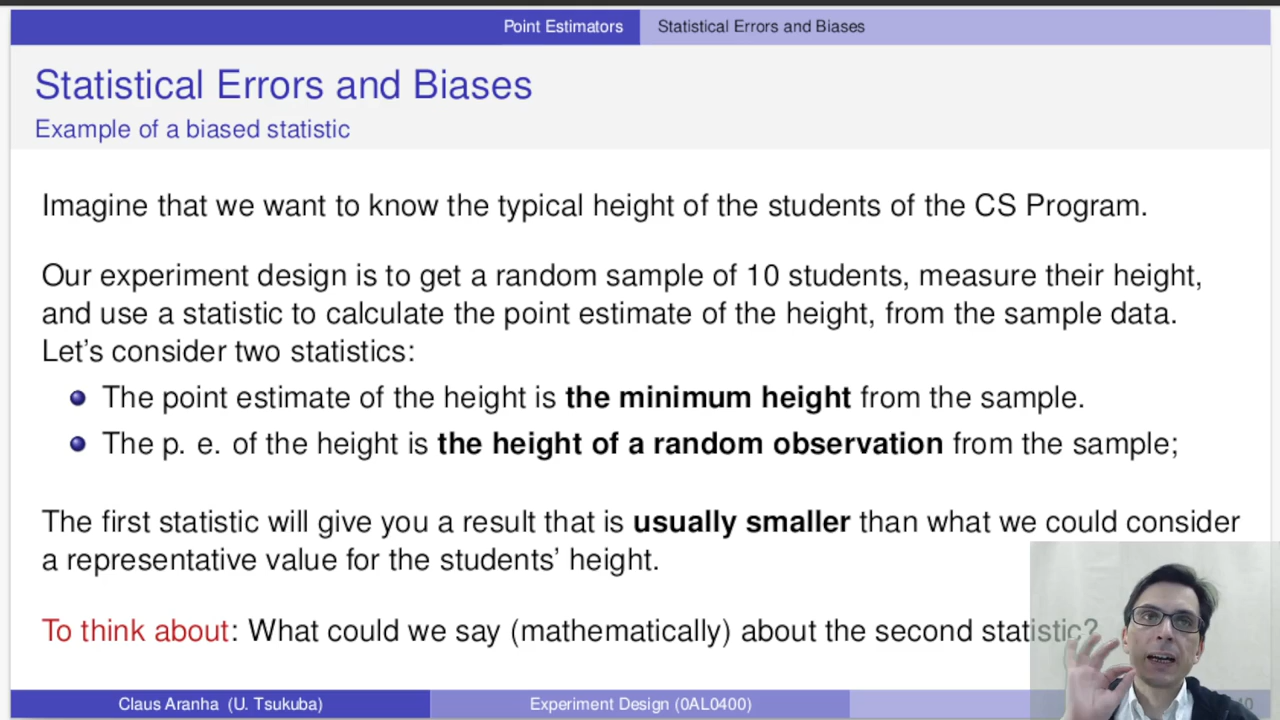 Point Estimators
Statistical Errors and Biases
Statistical Errors and Biases
Example of a biased statistic
Imagine that we want to know the typical height of the students of the CS Program.
Our experiment design is to get a random sample of 10 students, measure their height,
and use a statistic to calculate the point estimate of the height, from the sample data.
Let's consider two statistics:
The point estimate of the height is the minimum height from the sample.
The p. e. of the height is the height of a random observation from the sample;
The first statistic will give you a result that is usually smaller than what we could consider
a representative value for the students' height.
To think about: What could we say (mathematically) about the second statistic?
Claus Aranha (U. Tsukuba)
Experiment Design (0AL0400)